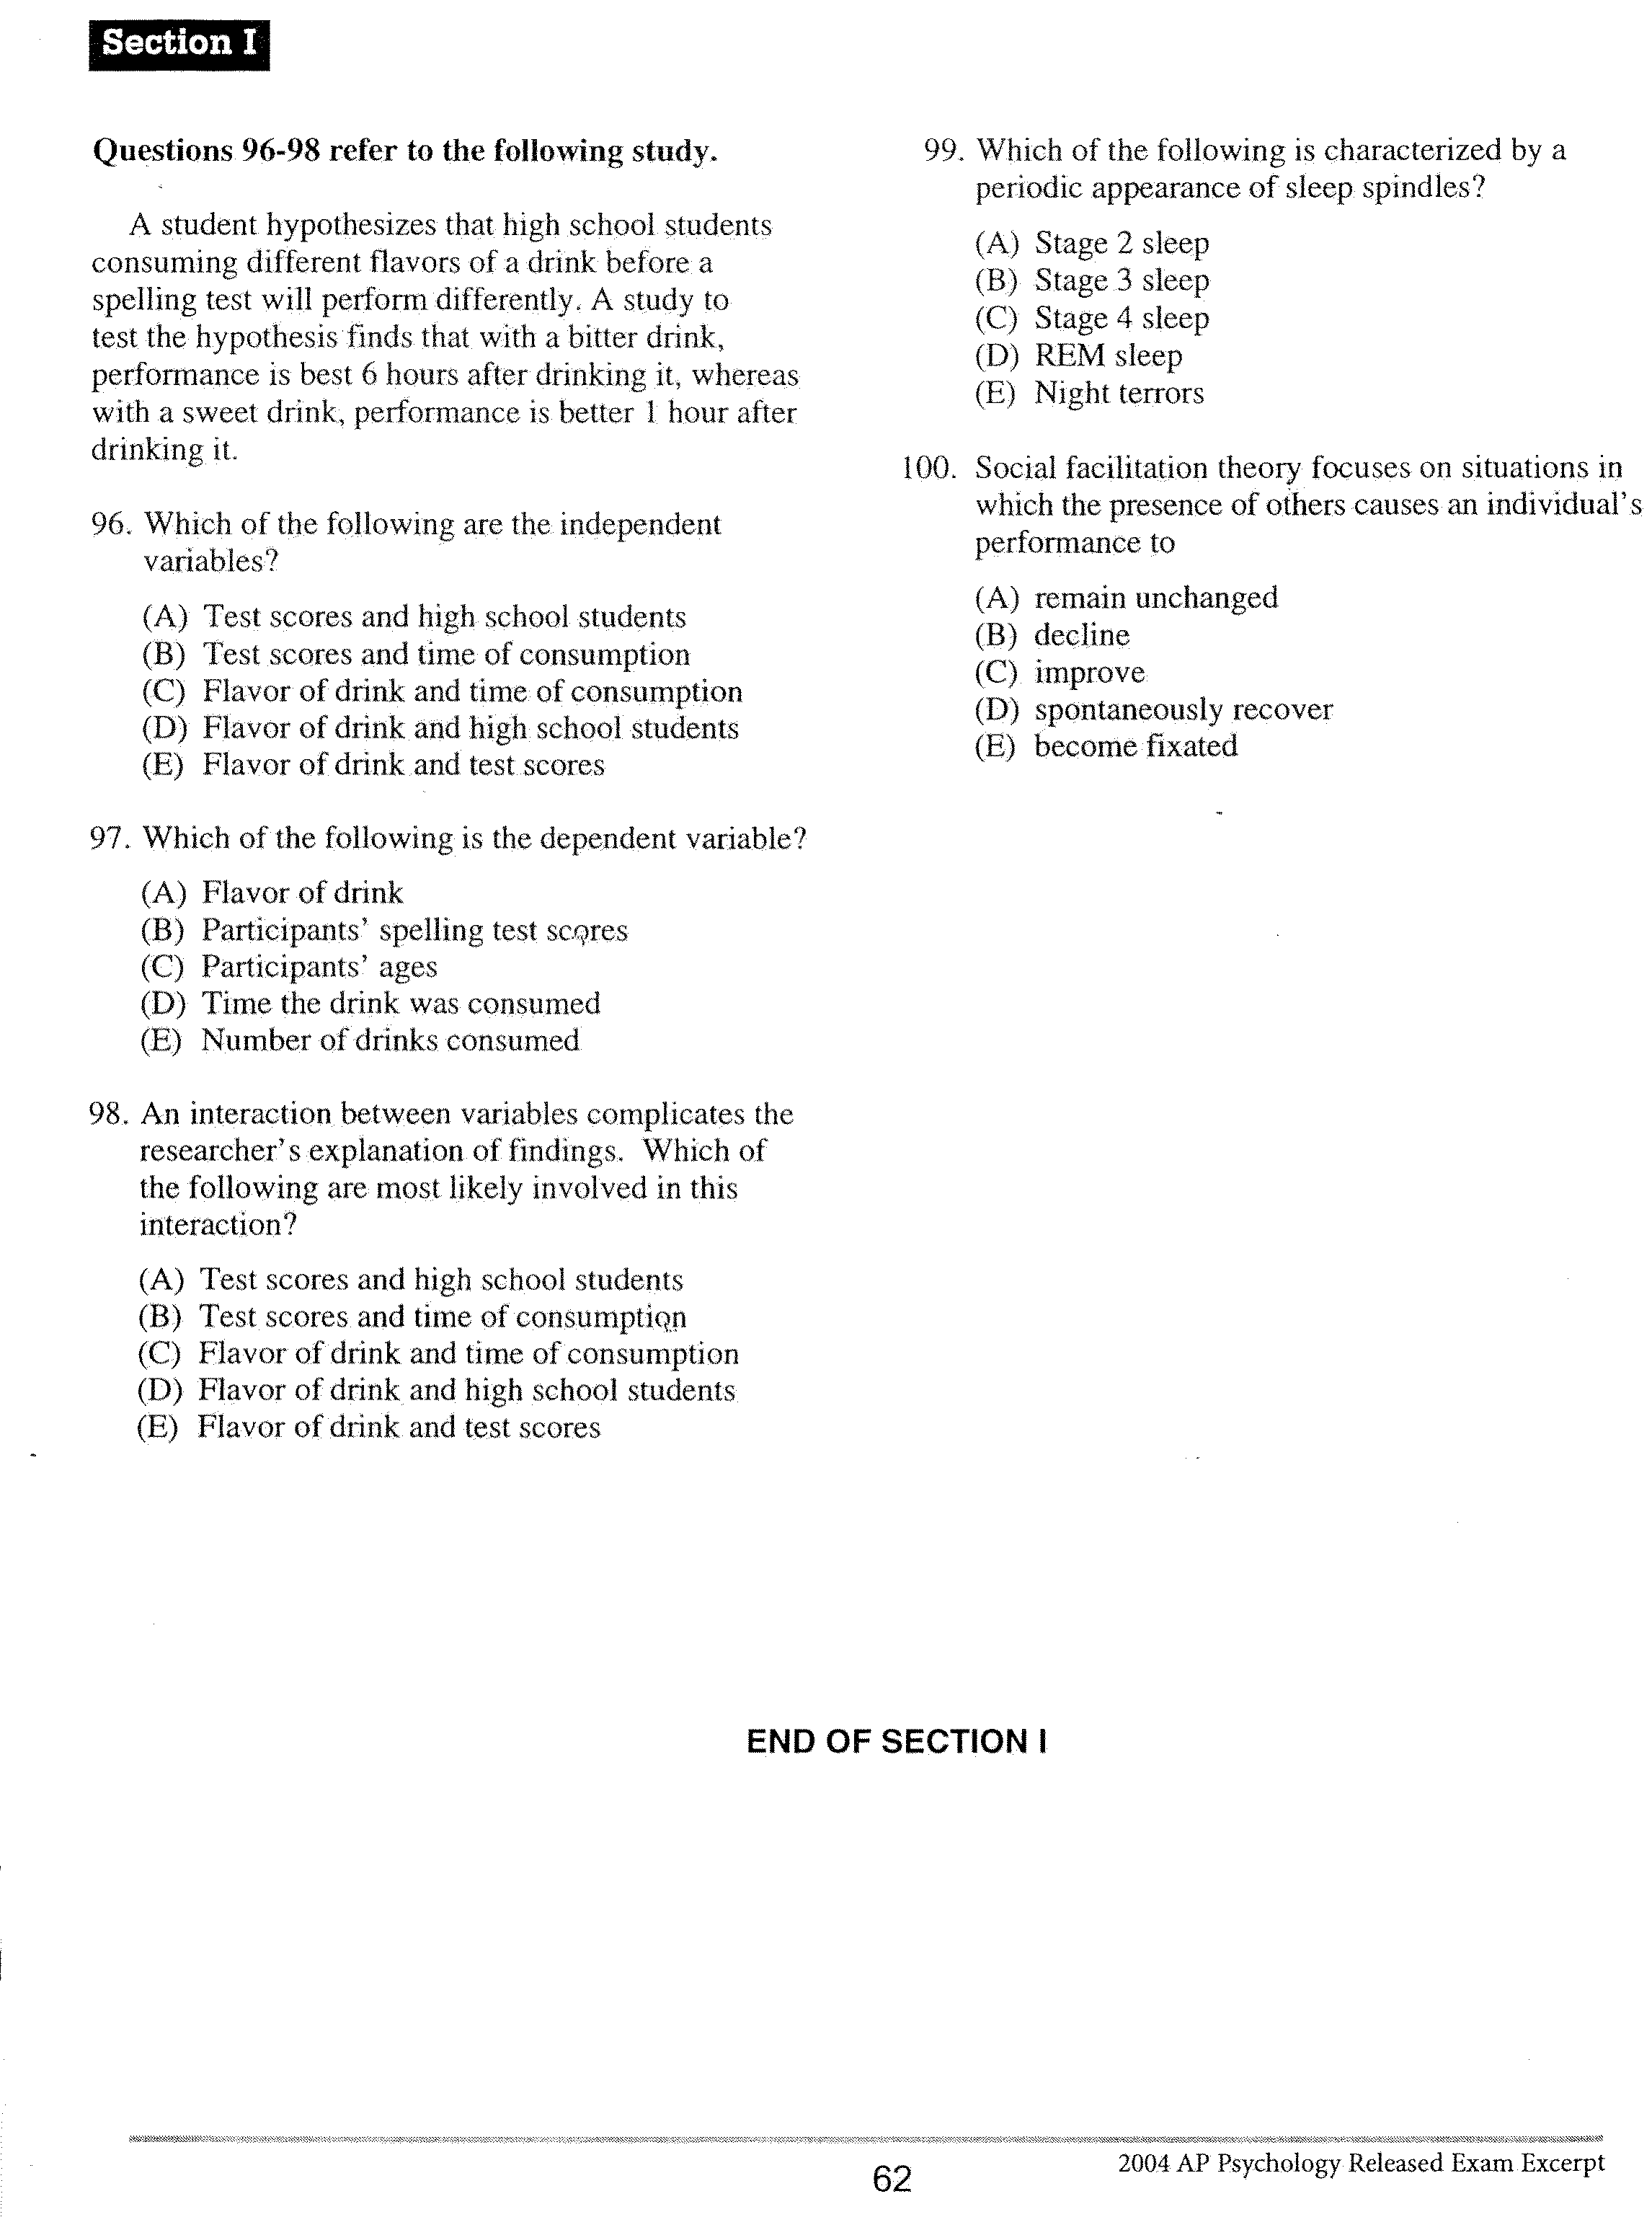 Section I
Questions 96-98 refer to the following study.
A student hypothesizes that high school students
consuming different flavors of a drink before a
spelling test will perform differently. A study to
test the hypothesis finds that with a bitter drink,
performance is best 6 hours after drinking it, whereas
with a sweet drink, performance is better 1 hour after
drinking it.
96. Which of the following are the independent
variables?
(A) Test scores and high school students
(B) Test scores and time of consumption
(C) Flavor of drink and time of consumption
(D) Flavor of drink and high school students
(E) Flavor of drink and test scores
97. Which of the following is the dependent variable?
(A) Flavor of drink
(B) Participants' spelling test scores
(C) Participants' ages
(D) Time the drink was consumed
(E) Number of drinks consumed
98. An interaction between variables complicates the
researcher's explanation of findings. Which of
the following are most likely involved in this
interaction?
(A) Test scores and high school students
(B) Test scores and time of consumption
(C) Flavor of drink and time of consumption
(D) Flavor of drink and high school students
(E) Flavor of drink and test scores
99. Which of the following is characterized by a
periodic appearance of sleep spindles?
(A) Stage 2 sleep
(B) Stage 3 sleep
(C) Stage 4 sleep
(D) REM sleep
(E) Night terrors
100. Social facilitation theory focuses on situations in
which the presence of others causes an individual's
performance to
(A) remain unchanged
(B) decline
(C) improve
(D) spontaneously recover
(E) become fixated
END OF SECTION I
62
2004 AP Psychology Released Exam Excerpt